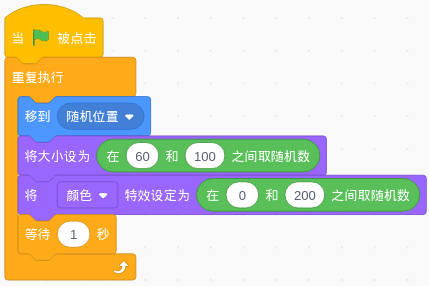 当 被点击
重复执行
移到 随机位置
将大小设为 在 60 和 100 之间取随机数
将 颜色 特效设定为 在 0 和 200 之间取随机数
等待 1 秒